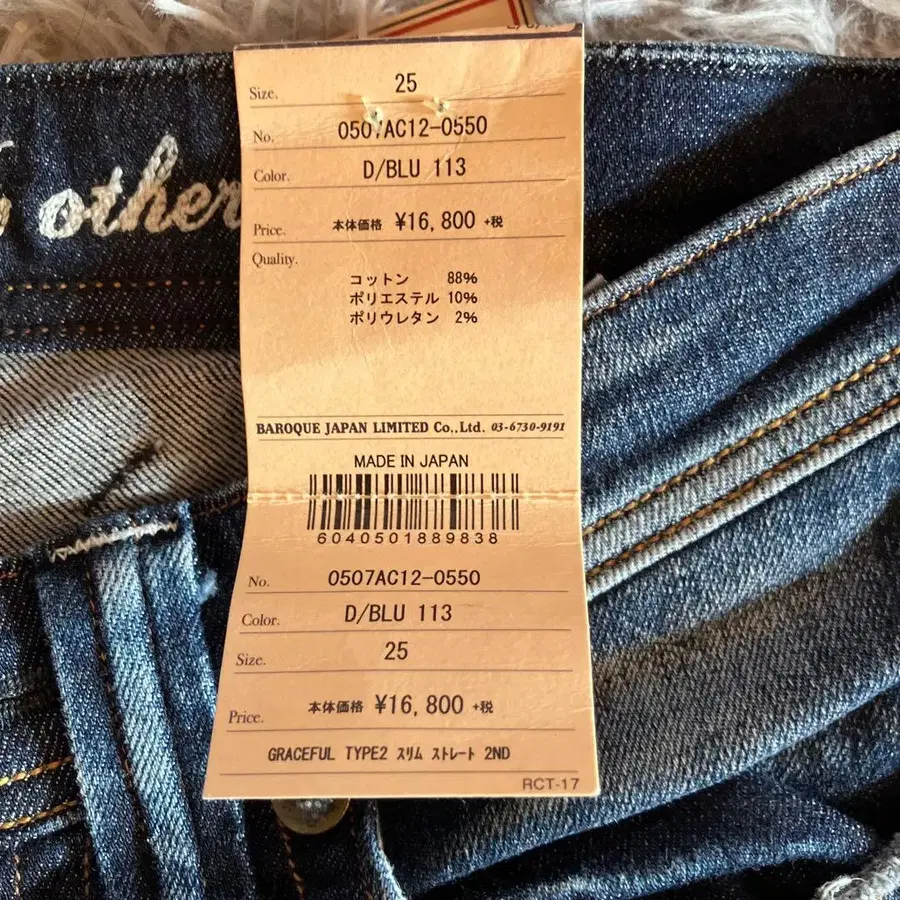 other
Size. 25
No. 0507AC12-0550
Color. D/BLU 113
Price. 本体価格 ¥16,800 +税
Quality.
コットン 88%
ポリエステル 10%
ポリウレタン 2%
BAROQUE JAPAN LIMITED Co.,Ltd. 03-6730-9191
MADE IN JAPAN
6040501889838
No. 0507AC12-0550
Color. D/BLU 113
Size. 25
Price. 本体価格 ¥16,800 +税
GRACEFUL TYPE2 スリム ストレート 2ND
RCT-17